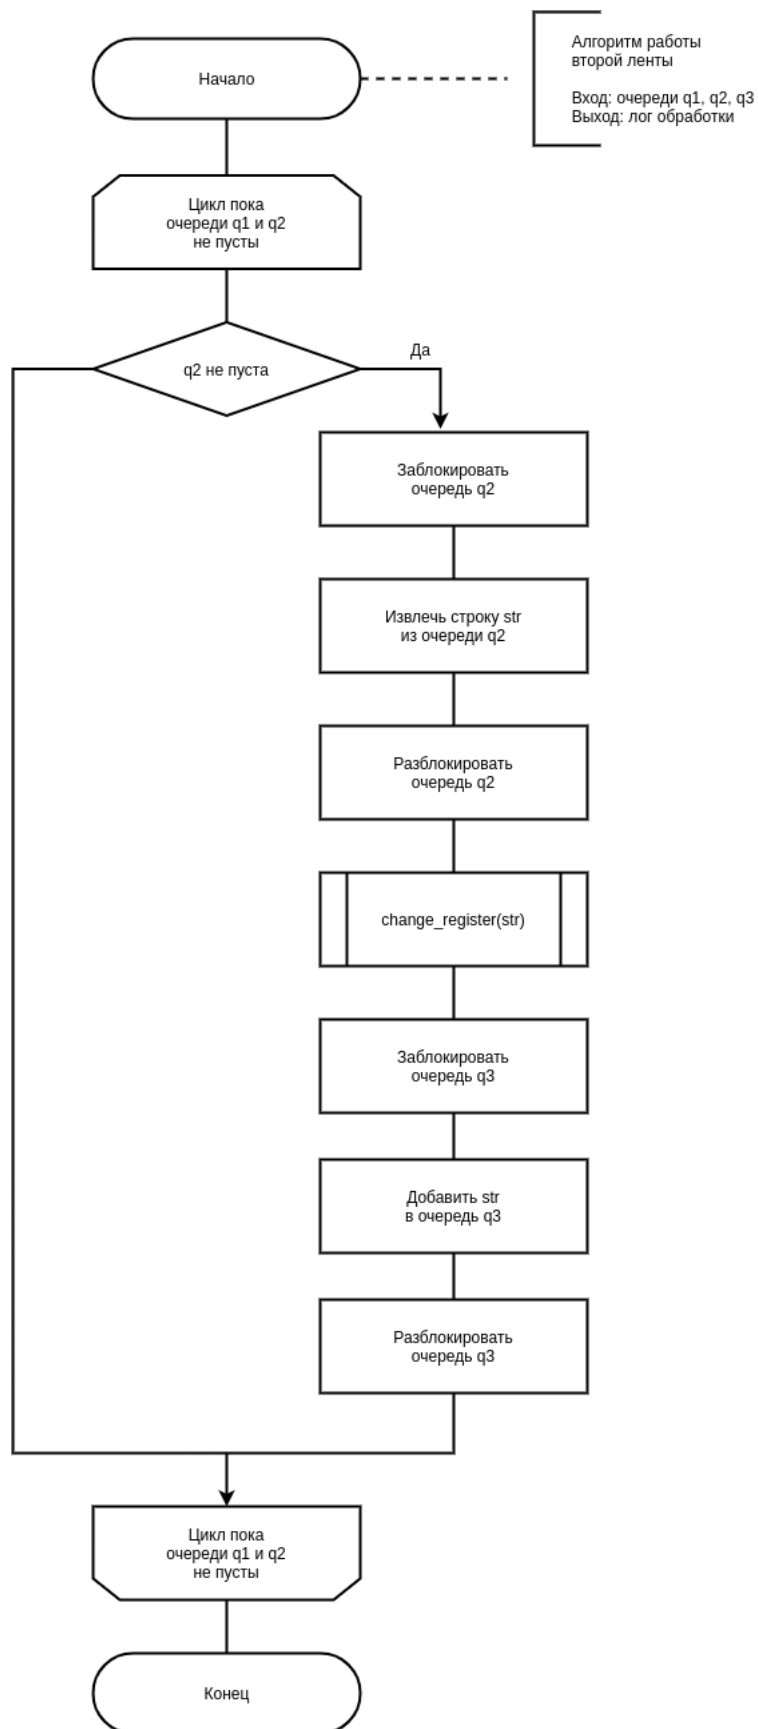 Начало
Алгоритм работы
второй ленты
Вход: очереди q1, q2, q3
Выход: лог обработки
Цикл пока
очереди q1 и q2
не пусты
q2 не пуста
Да
Заблокировать
очередь q2
Извлечь строку str
из очереди q2
Разблокировать
очередь q2
change_register(str)
Заблокировать
очередь q3
Добавить str
в очередь q3
Разблокировать
очередь q3
Цикл пока
очереди q1 и q2
не пусты
Конец